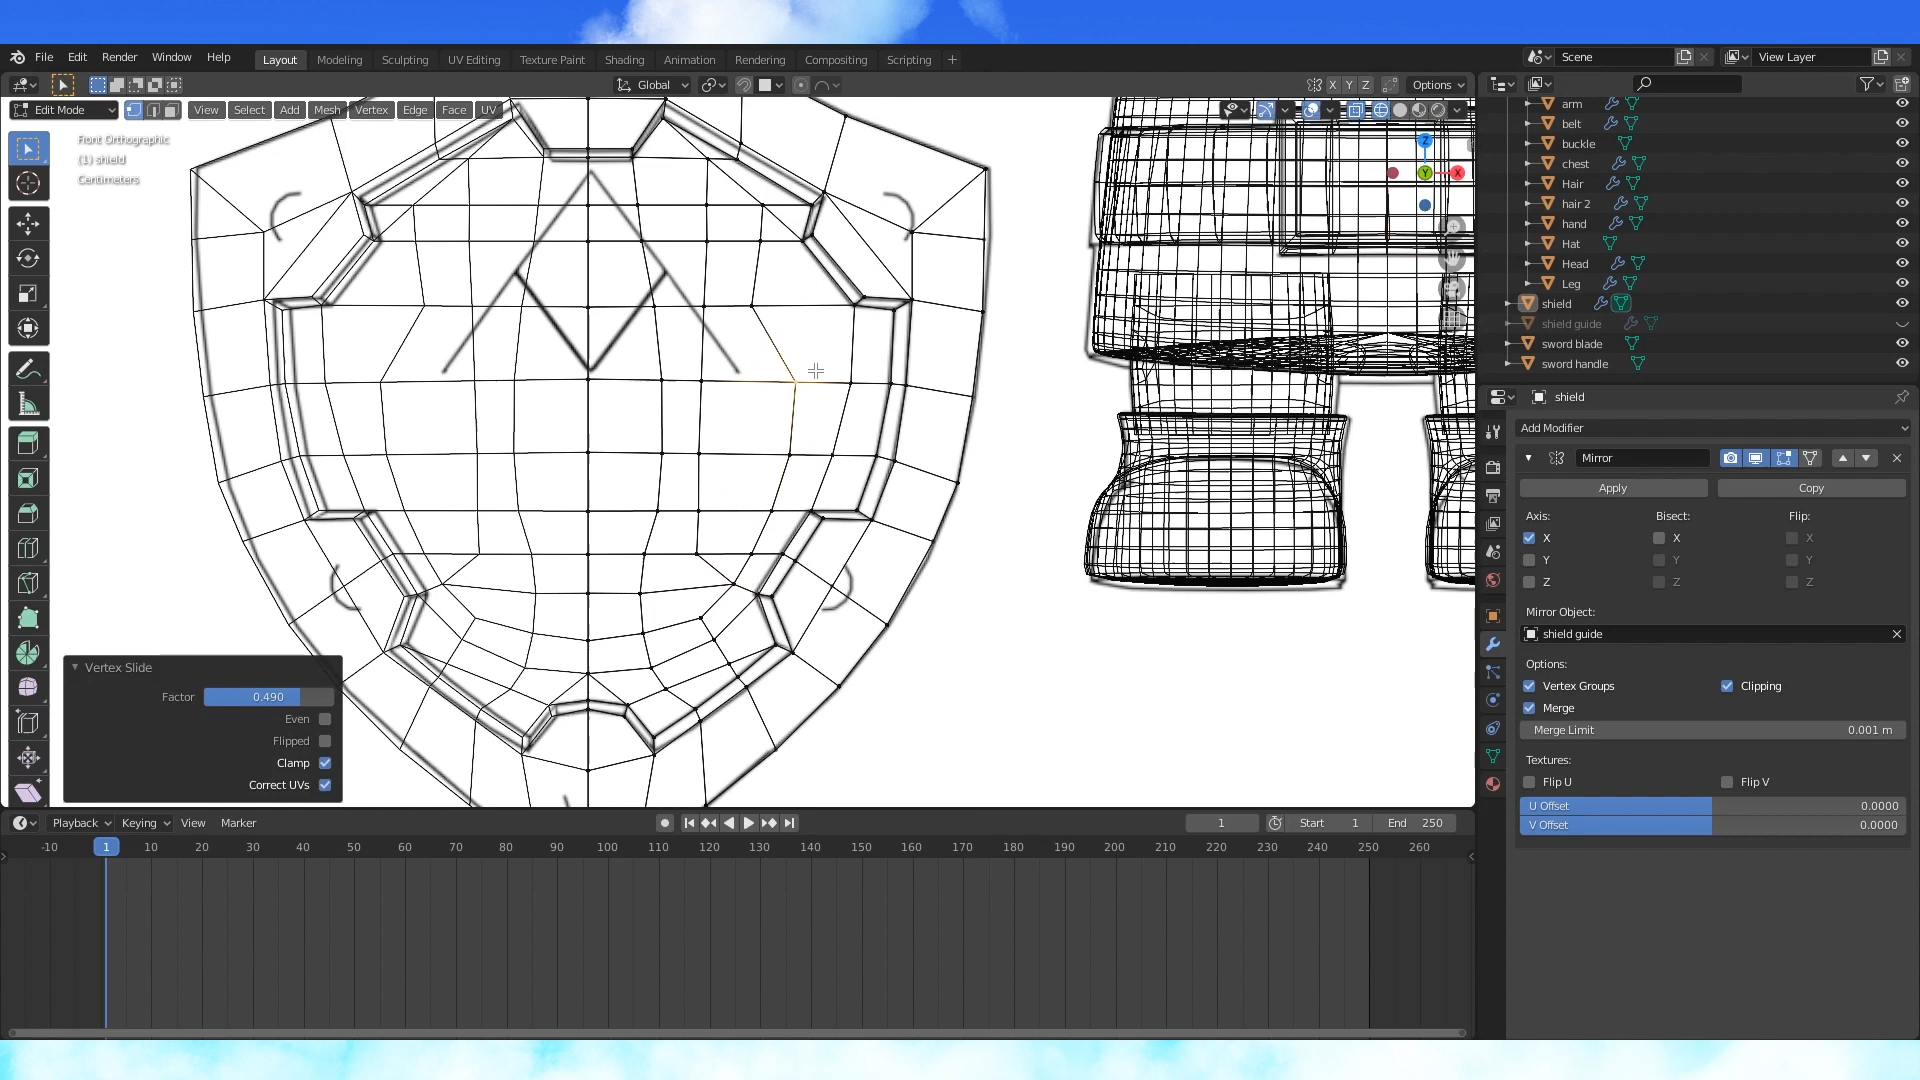 File Edit Render Window Help Layout Modeling Sculpting UV Editing Texture Paint Shading Animation Rendering Compositing Scripting + Scene View Layer
Global X Y Z Options
Edit Mode View Select Add Mesh Vertex Edge Face UV
Front Orthographic
(1) shield
Centimeters
Z
Y
X
arm
belt
buckle
chest
Hair
hair 2
hand
Hat
Head
Leg
shield
shield guide
sword blade
sword handle
shield
Add Modifier
Mirror
Apply Copy
Axis: Bisect: Flip:
X X X
Y Y Y
Z Z Z
Mirror Object:
shield guide
Options:
Vertex Groups Clipping
Merge
Merge Limit 0.001 m
Textures:
Flip U Flip V
U Offset 0.0000
V Offset 0.0000
Vertex Slide
Factor 0.490
Even
Flipped
Clamp
Correct UVs
Playback Keying View Marker 1 Start 1 End 250
-10 1 10 20 30 40 50 60 70 80 90 100 110 120 130 140 150 160 170 180 190 200 210 220 230 240 250 260